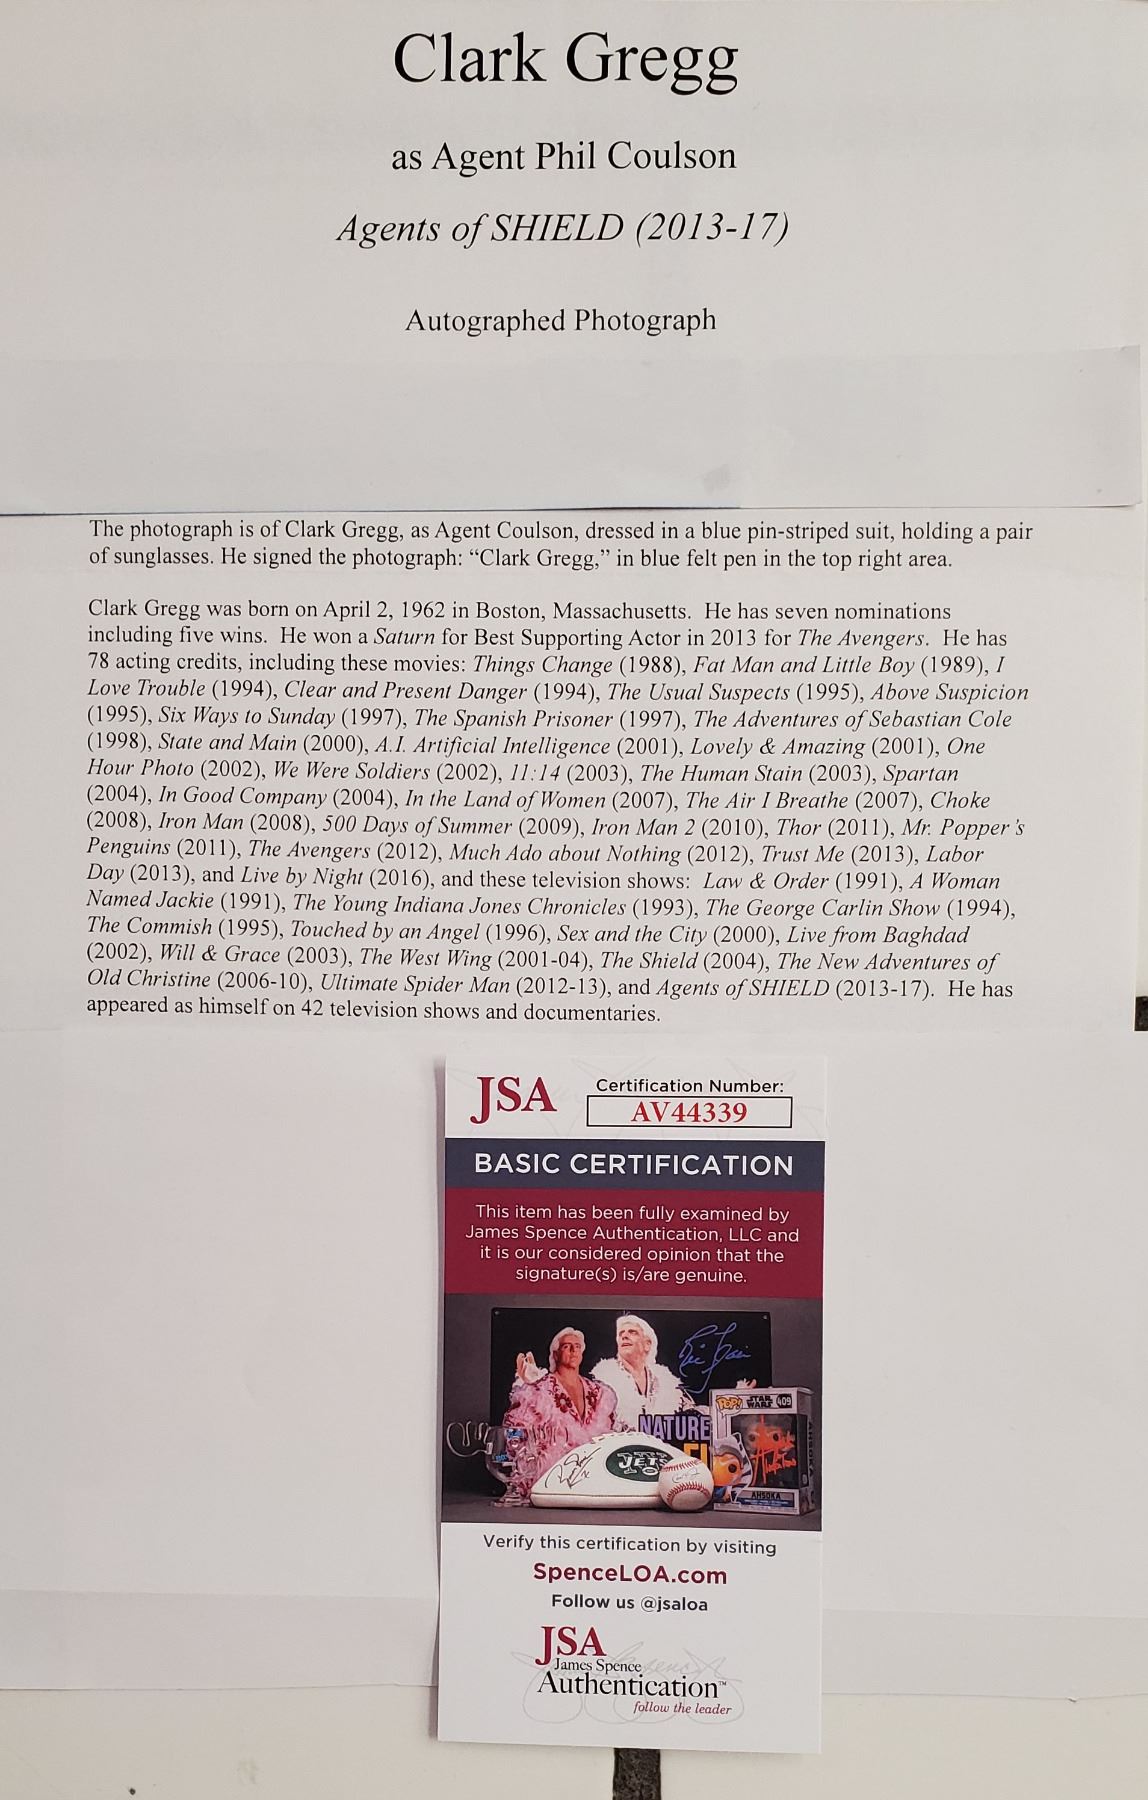 Clark Gregg
as Agent Phil Coulson
Agents of SHIELD (2013-17)
Autographed Photograph
The photograph is of Clark Gregg, as Agent Coulson, dressed in a blue pin-striped suit, holding a pair
of sunglasses. He signed the photograph: “Clark Gregg,” in blue felt pen in the top right area.
Clark Gregg was born on April 2, 1962 in Boston, Massachusetts. He has seven nominations
including five wins. He won a Saturn for Best Supporting Actor in 2013 for The Avengers. He has
78 acting credits, including these movies: Things Change (1988), Fat Man and Little Boy (1989), I
Love Trouble (1994), Clear and Present Danger (1994), The Usual Suspects (1995), Above Suspicion
(1995), Six Ways to Sunday (1997), The Spanish Prisoner (1997), The Adventures of Sebastian Cole
(1998), State and Main (2000), A.I. Artificial Intelligence (2001), Lovely & Amazing (2001), One
Hour Photo (2002), We Were Soldiers (2002), 11:14 (2003), The Human Stain (2003), Spartan
(2004), In Good Company (2004), In the Land of Women (2007), The Air I Breathe (2007), Choke
(2008), Iron Man (2008), 500 Days of Summer (2009), Iron Man 2 (2010), Thor (2011), Mr. Popper's
Penguins (2011), The Avengers (2012), Much Ado about Nothing (2012), Trust Me (2013), Labor
Day (2013), and Live by Night (2016), and these television shows: Law & Order (1991), A Woman
Named Jackie (1991), The Young Indiana Jones Chronicles (1993), The George Carlin Show (1994),
The Commish (1995), Touched by an Angel (1996), Sex and the City (2000), Live from Baghdad
(2002), Will & Grace (2003), The West Wing (2001-04), The Shield (2004), The New Adventures of
Old Christine (2006-10), Ultimate Spider Man (2012-13), and Agents of SHIELD (2013-17). He has
appeared as himself on 42 television shows and documentaries.
JSA
Certification Number:
AV44339
BASIC CERTIFICATION
This item has been fully examined by
James Spence Authentication, LLC and
it is our considered opinion that the
signature(s) is/are genuine.
NATURE
POP! STAR WARS 409
JETS
AHSOKA
AHSOKA
Verify this certification by visiting
SpenceLOA.com
Follow us @jsaloa
JSA
James Spence
Authentication™
follow the leader